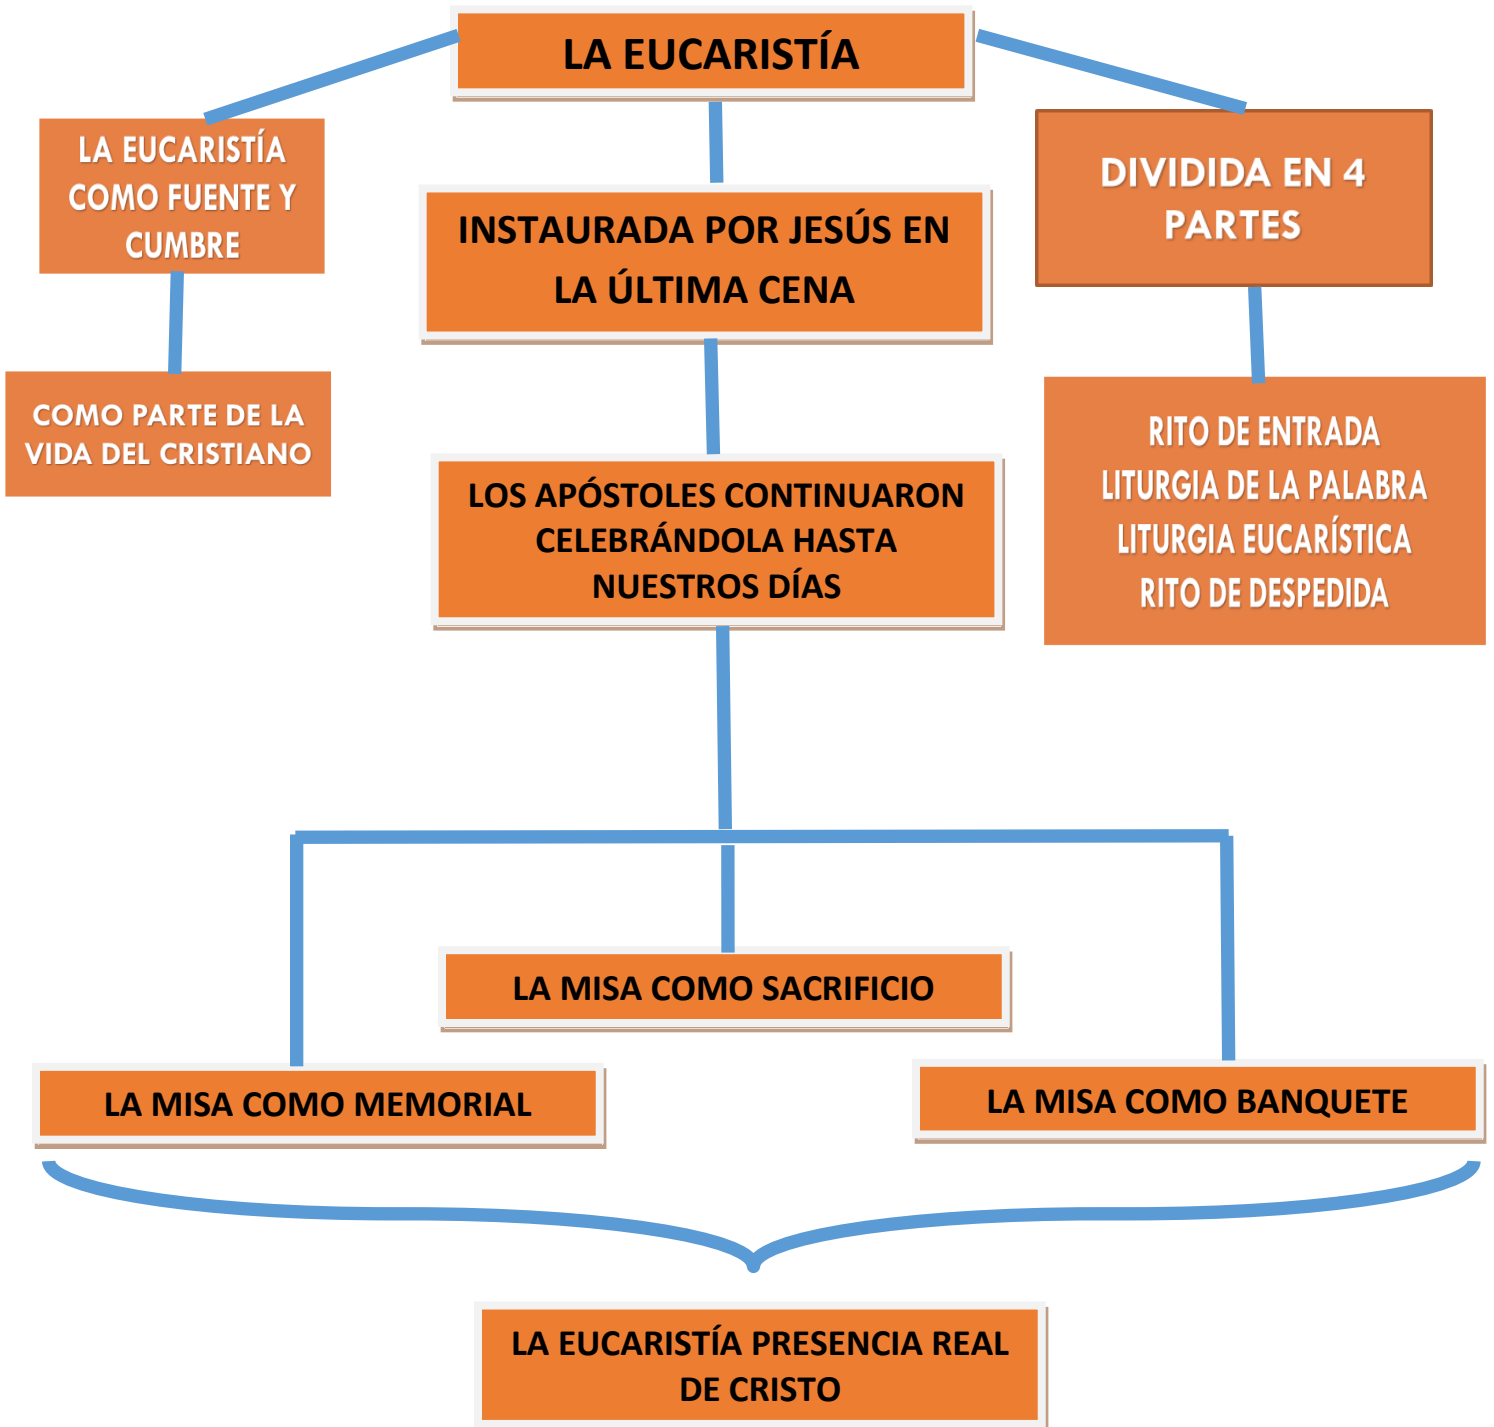 LA EUCARISTÍA
LA EUCARISTÍA
COMO FUENTE Y
CUMBRE
COMO PARTE DE LA
VIDA DEL CRISTIANO
INSTAURADA POR JESÚS EN
LA ÚLTIMA CENA
LOS APÓSTOLES CONTINUARON
CELEBRÁNDOLA HASTA
NUESTROS DÍAS
DIVIDIDA EN 4
PARTES
RITO DE ENTRADA
LITURGIA DE LA PALABRA
LITURGIA EUCARÍSTICA
RITO DE DESPEDIDA
LA MISA COMO SACRIFICIO
LA MISA COMO MEMORIAL
LA MISA COMO BANQUETE
LA EUCARISTÍA PRESENCIA REAL
DE CRISTO